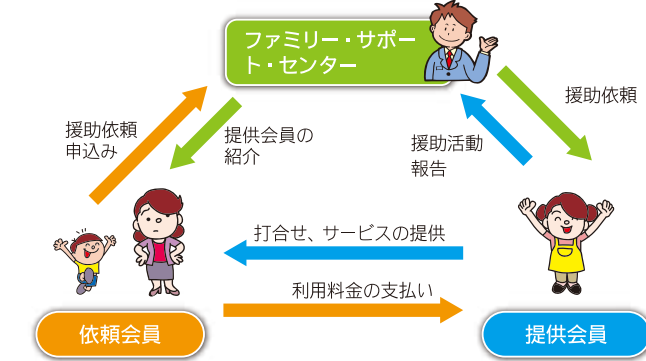 ファミリー・サポー
ト・センター
援助依頼
申込み
提供会員の
紹介
援助活動
報告
援助依頼
打合せ、サービスの提供
利用料金の支払い
依頼会員
提供会員